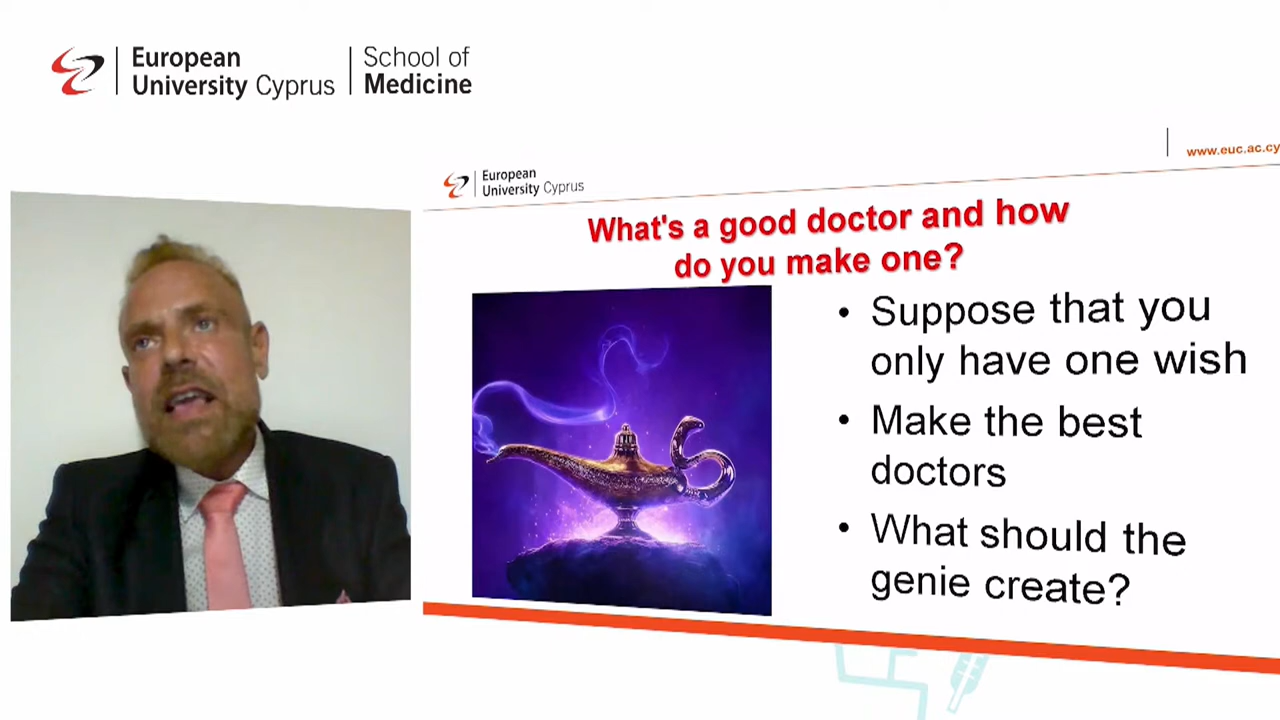 European
University Cyprus
School of
Medicine
www.euc.ac.cy
European
University Cyprus
What's a good doctor and how
do you make one?
• Suppose that you
only have one wish
• Make the best
doctors
• What should the
genie create?